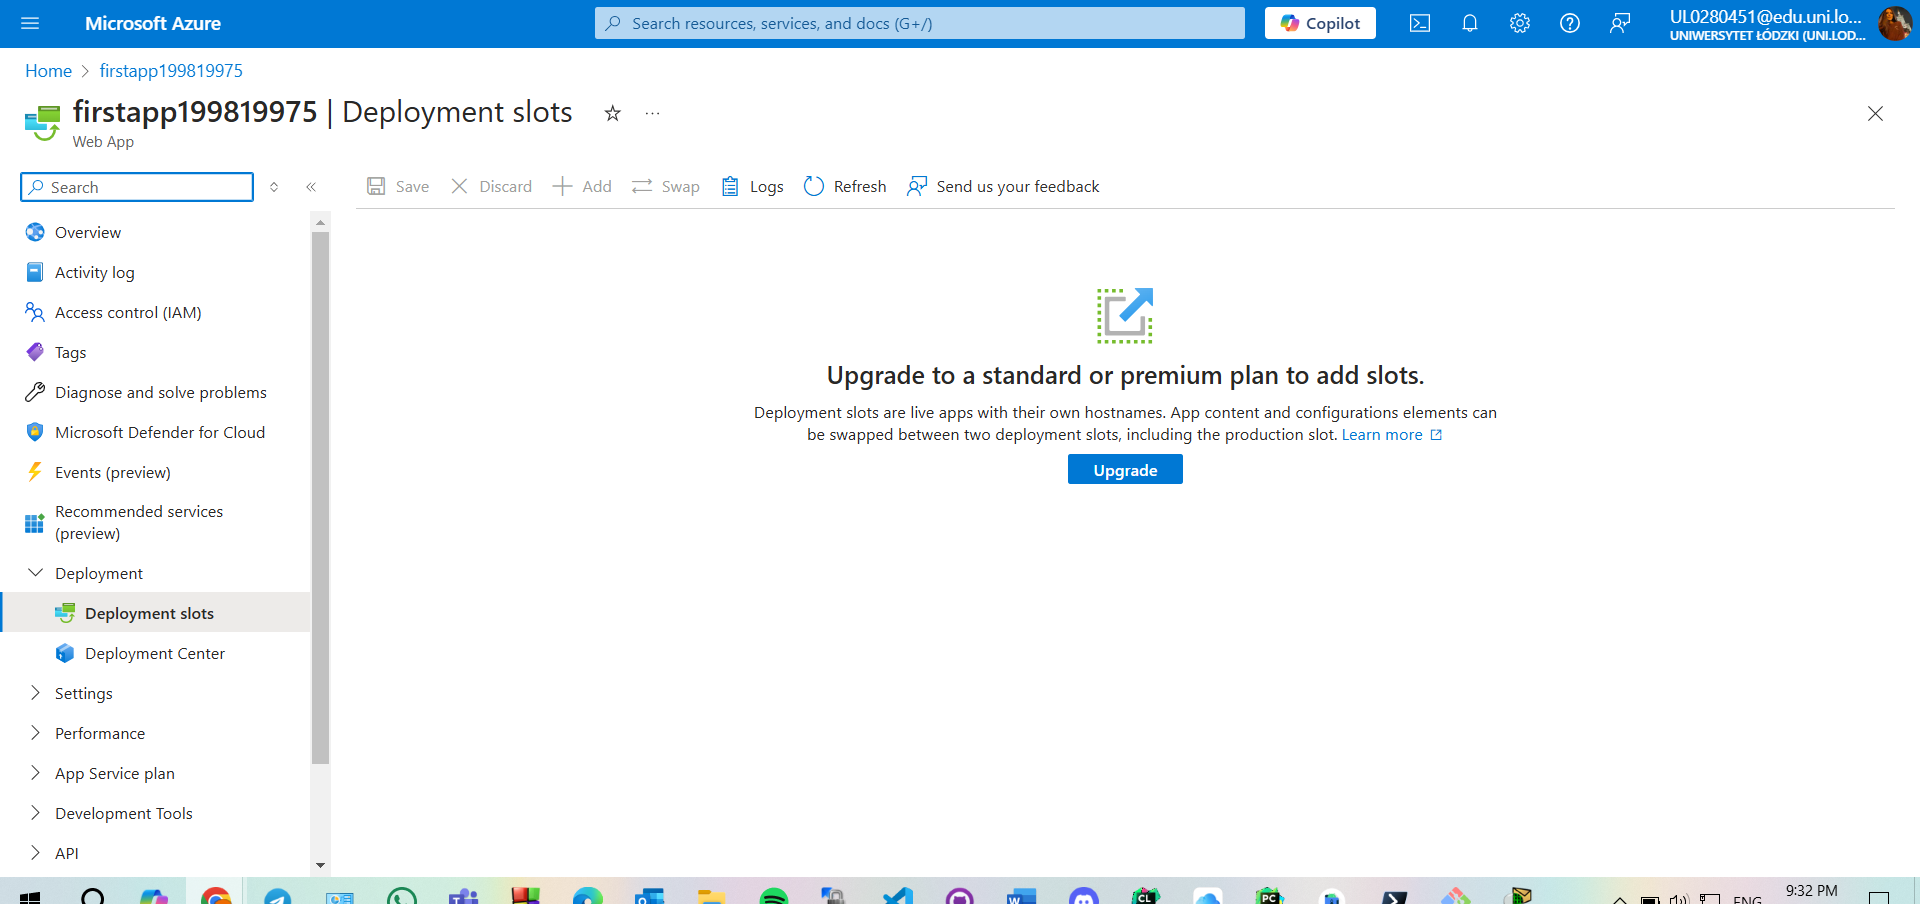 Microsoft Azure
Search resources, services, and docs (G+/)
Copilot
UL0280451@edu.uni.lo...
UNIWERSYTET ŁÓDZKI (UNI.LOD...
Home > firstapp199819975
firstapp199819975 | Deployment slots
Web App
Search
Save
Discard
Add
Swap
Logs
Refresh
Send us your feedback
Overview
Activity log
Access control (IAM)
Tags
Diagnose and solve problems
Microsoft Defender for Cloud
Events (preview)
Recommended services
(preview)
Deployment
Deployment slots
Deployment Center
Settings
Performance
App Service plan
Development Tools
API
Upgrade to a standard or premium plan to add slots.
Deployment slots are live apps with their own hostnames. App content and configurations elements can
be swapped between two deployment slots, including the production slot. Learn more
Upgrade
CL
PC
ENG
9:32 PM